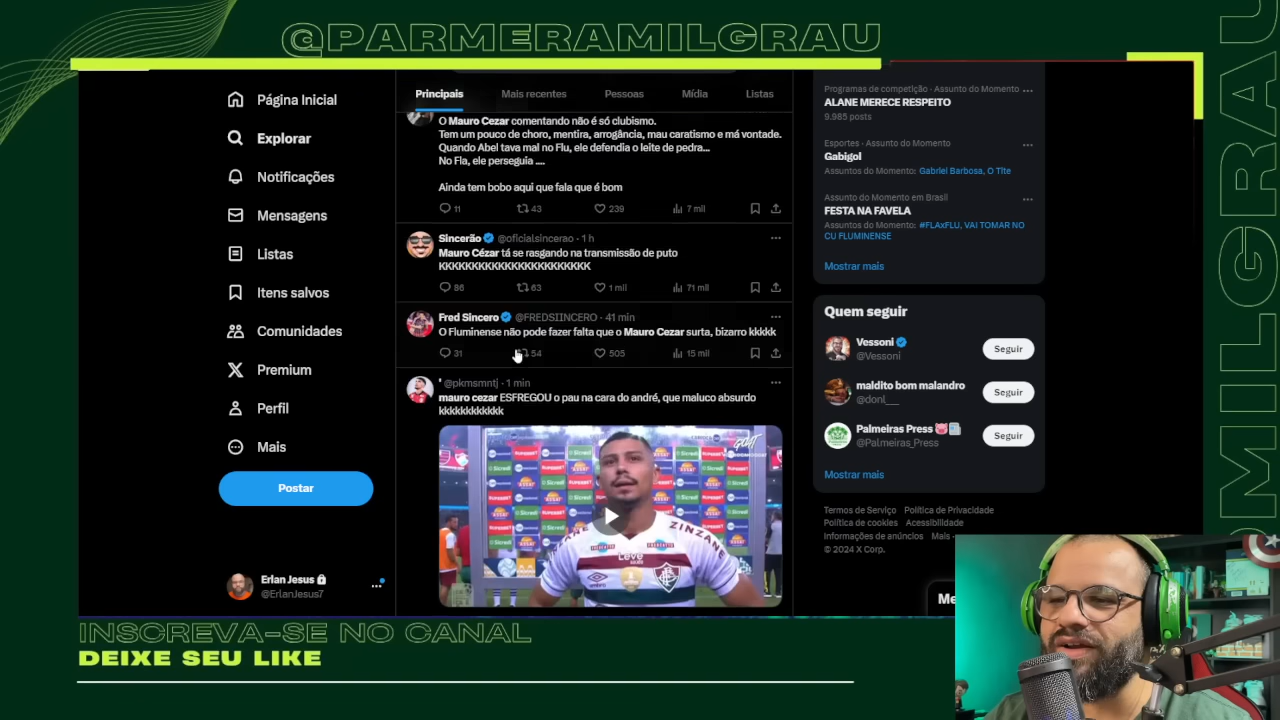 @PARMERAMILGRAU
Página Inicial
Explorar
Notificações
Mensagens
Listas
Itens salvos
Comunidades
Premium
Perfil
Mais
Postar
Erlan Jesus
@ErlanJesus7
Principais
Mais recentes
Pessoas
Mídia
Listas
O Mauro Cezar comentando não é só clubismo.
Tem um pouco de choro, mentira, arrogância, mau caratismo e má vontade.
Quando Abel tava mal no Flu, ele defendia o leite de pedra...
No Fla, ele perseguia ....
Ainda tem bobo aqui que fala que é bom
11 43 239 7 mil
Sincerão @oficialsincerao · 1 h
Mauro Cézar tá se rasgando na transmissão de puto
KKKKKKKKKKKKKKKKKKKKKKKK
86 63 1 mil 71 mil
Fred Sincero @FREDSIINCERO · 41 min
O Fluminense não pode fazer falta que o Mauro Cezar surta, bizarro kkkkk
31 54 505 15 mil
' @pkmsmntj · 1 min
mauro cezar ESFREGOU o pau na cara do andré, que maluco absurdo
kkkkkkkkkkkk
GOAT
SUPERBET
Sicredi
ZINZANE
Leve
Programas de competição · Assunto do Momento
ALANE MERECE RESPEITO
9.985 posts
Esportes · Assunto do Momento
Gabigol
Assuntos do Momento: Gabriel Barbosa, O Tite
Assunto do Momento em Brasil
FESTA NA FAVELA
Assuntos do Momento: #FLAxFLU, VAI TOMAR NO
CU FLUMINENSE
Mostrar mais
Quem seguir
Vessoni
@Vessoni
Seguir
maldito bom malandro
@donl___
Seguir
Palmeiras Press
@Palmeiras_Press
Seguir
Mostrar mais
Termos de Serviço Política de Privacidade
Política de cookies Acessibilidade
Informações de anúncios Mais
© 2024 X Corp.
Me
INSCREVA-SE NO CANAL
DEIXE SEU LIKE
OMILGRAU